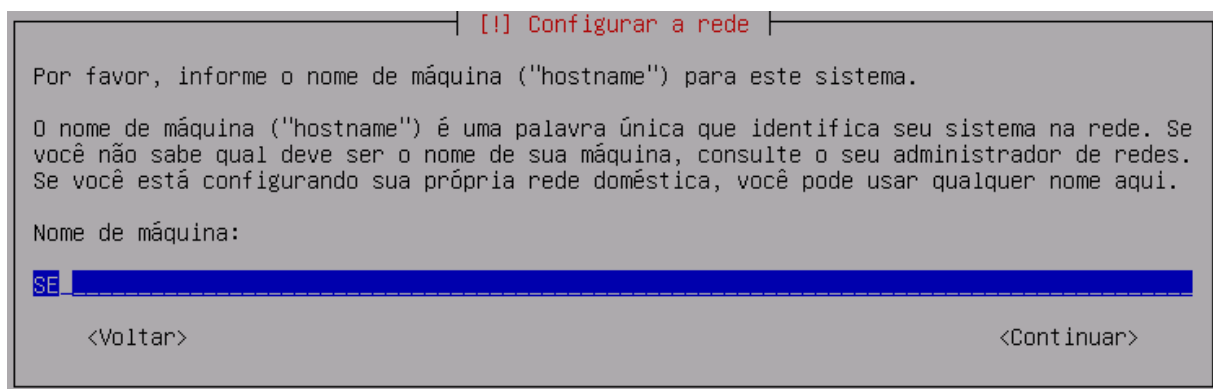 [!] Configurar a rede
Por favor, informe o nome de máquina ("hostname") para este sistema.
O nome de máquina ("hostname") é uma palavra única que identifica seu sistema na rede. Se
você não sabe qual deve ser o nome de sua máquina, consulte o seu administrador de redes.
Se você está configurando sua própria rede doméstica, você pode usar qualquer nome aqui.
Nome de máquina:
SE
<Voltar> <Continuar>